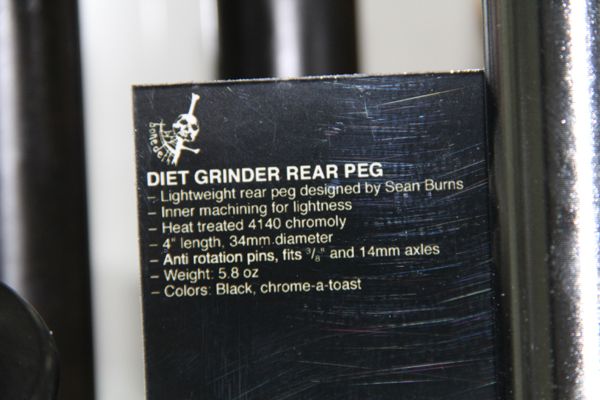 bonedeth
DIET GRINDER REAR PEG
- Lightweight rear peg designed by Sean Burns
- Inner machining for lightness
- Heat treated 4140 chromoly
- 4" length, 34mm diameter
- Anti rotation pins, fits 3/8" and 14mm axles
- Weight: 5.8 oz
- Colors: Black, chrome-a-toast